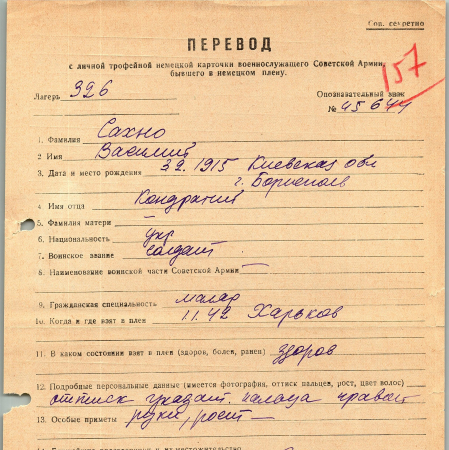 Сов. секретно
ПЕРЕВОД
с личной трофейной немецкой карточки военнослужащего Советской Армии,
бывшего в немецком плену.
157
Лагерь 326
Опознавательный знак
№ 45644
1. Фамилия Сахно
2 Имя Василий
3. Дата и место рождения 3.2.1915 Киевская обл
г. Борисполь
4. Имя отца Кондратий
5. Фамилия матери —
6. Национальность укр
7. Воинское звание солдат
8. Наименование воинской части Советской Армии —
9. Гражданская специальность маляр
10. Когда и где взят в плен 1.1.42 Харьков
11. В каком состоянии взят в плен (здоров, болен, ранен) здоров
12. Подробные персональные данные (имеется фотография, оттиск пальцев, рост, цвет волос)
оттиск указат. пальца правой
13. Особые приметы руки, рост —